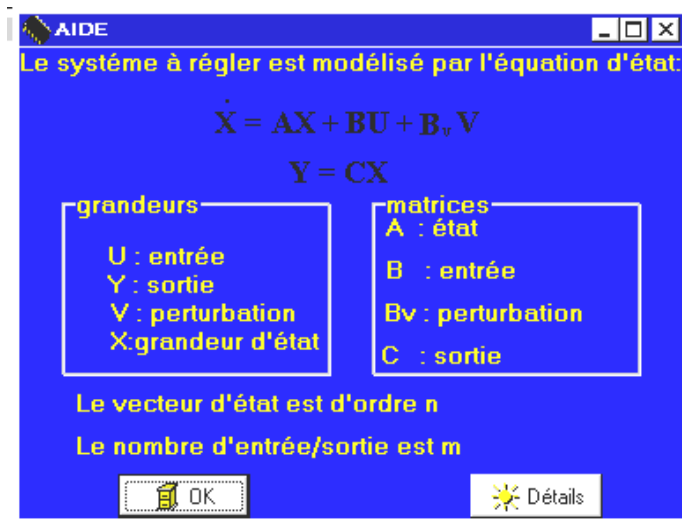 AIDE
Le systéme à régler est modélisé par l'équation d'état:
Ẋ = AX + BU + Bᵥ V
Y = CX
grandeurs
U : entrée
Y : sortie
V : perturbation
X:grandeur d'état
matrices
A : état
B : entrée
Bv : perturbation
C : sortie
Le vecteur d'état est d'ordre n
Le nombre d'entrée/sortie est m
OK
Détails